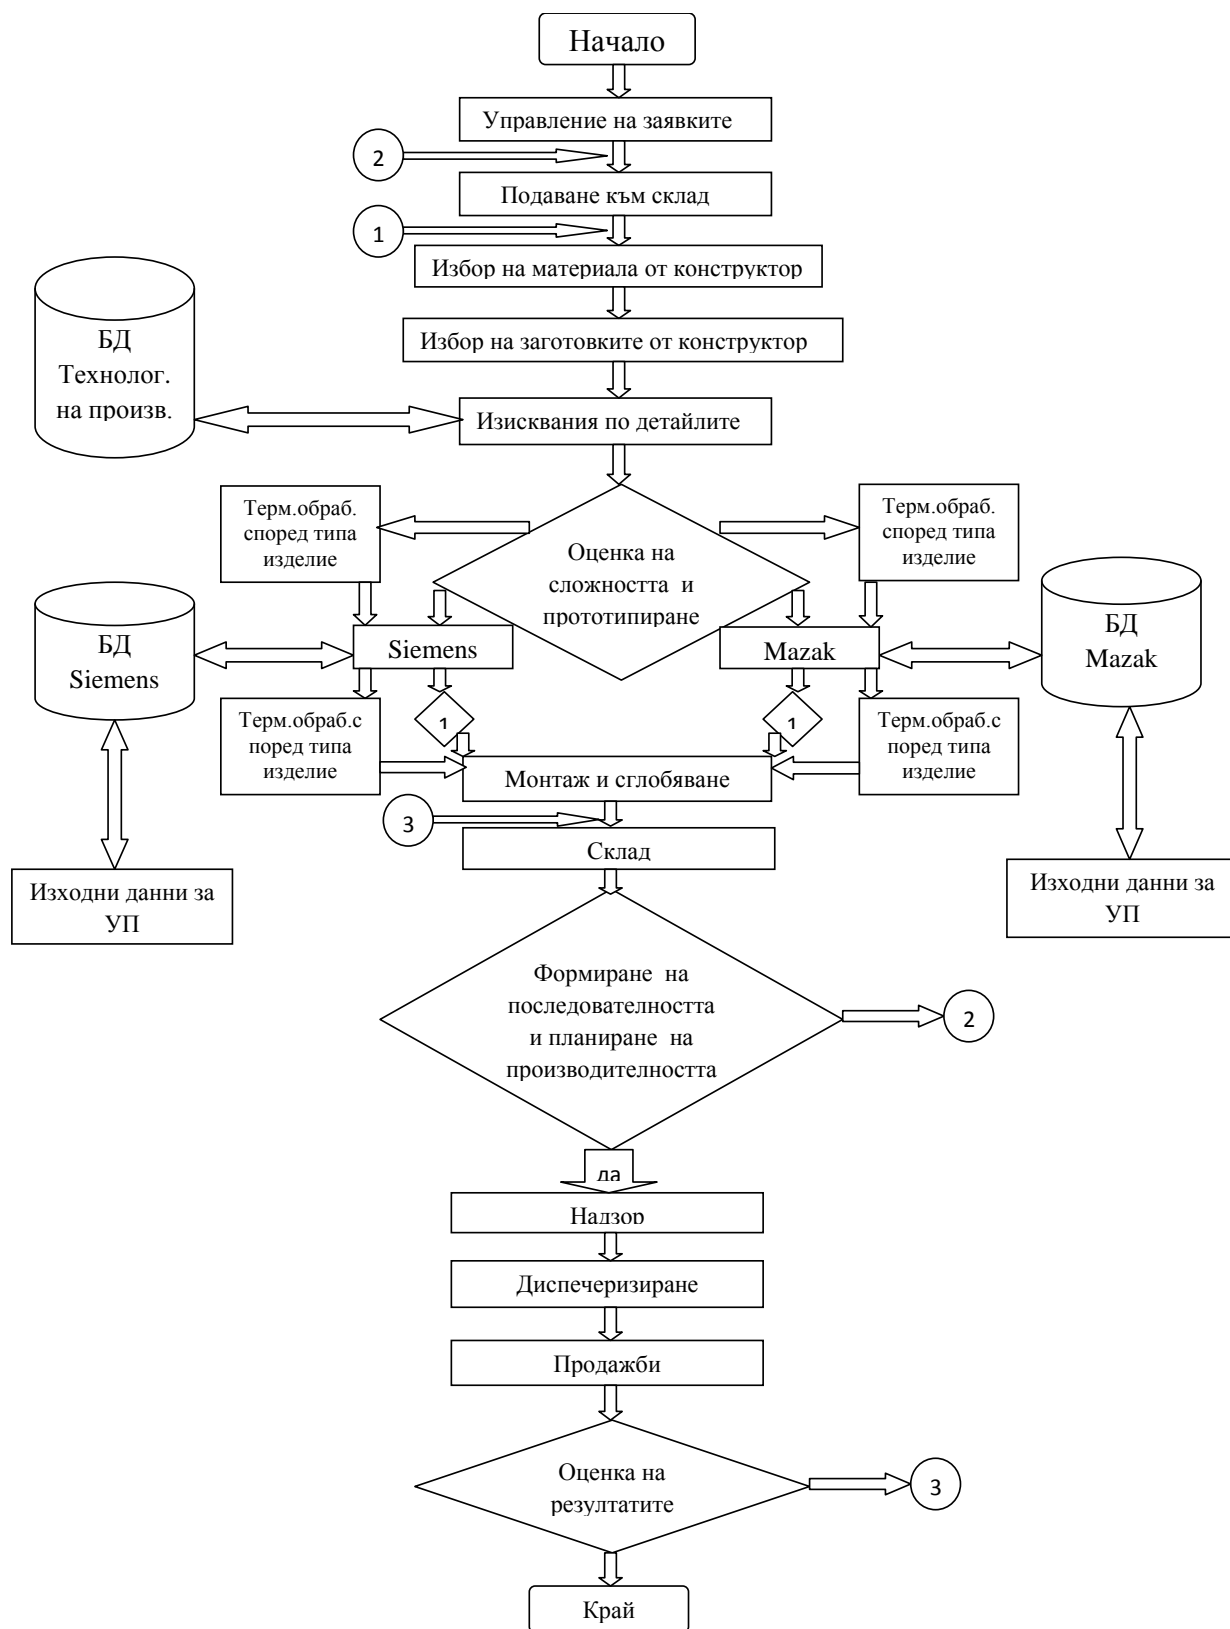 Начало
Управление на заявките
2
Подаване към склад
1
Избор на материала от конструктор
Избор на заготовките от конструктор
БД
Технолог.
на произв.
Изисквания по детайлите
Терм.обраб.
според типа
изделие
Оценка на
сложността и
прототипиране
Терм.обраб.
според типа
изделие
БД
Siemens
Siemens
Mazak
БД
Mazak
Терм.обраб.с
поред типа
изделие
1
1
Терм.обраб.с
поред типа
изделие
Монтаж и сглобяване
3
Склад
Изходни данни за
УП
Изходни данни за
УП
Формиране на
последователността
и планиране на
производителността
2
да
Надзор
Диспечеризиране
Продажби
Оценка на
резултатите
3
Край